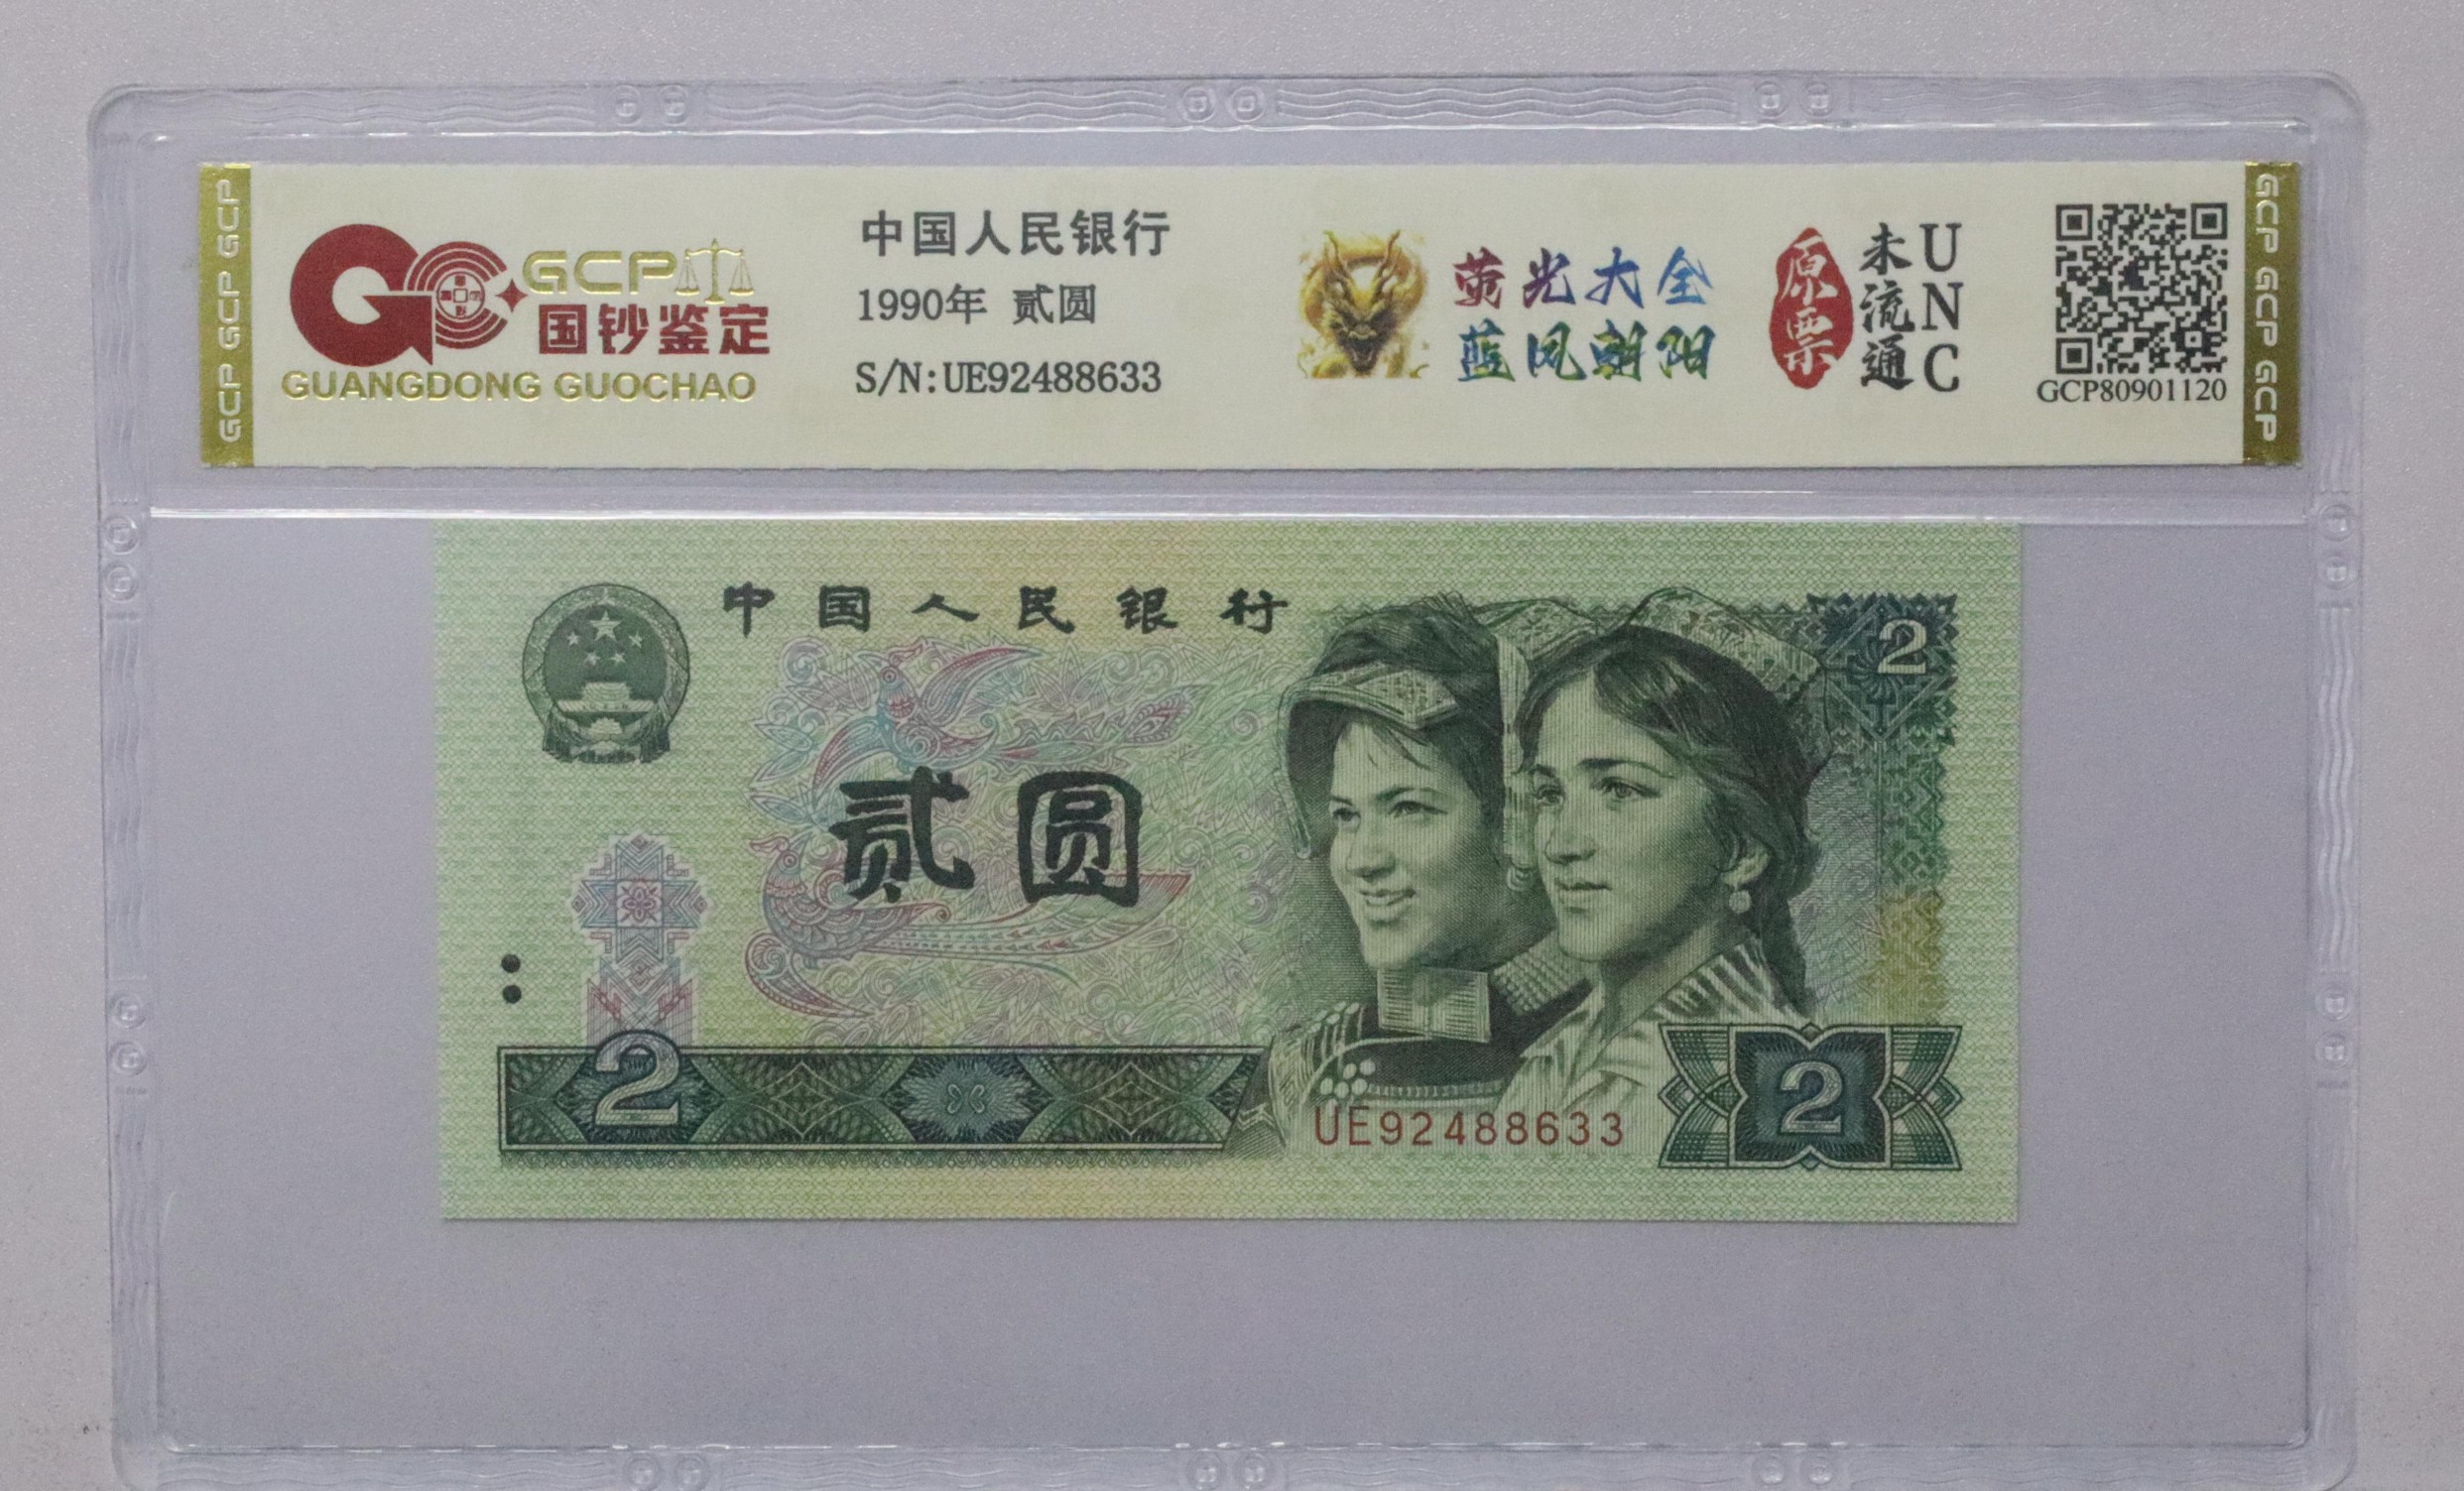 GCP GCP GCP
GCP
国钞鉴定
GUANGDONG GUOCHAO
中国人民银行
1990年 贰圆
S/N:UE92488633
荧光大全
蓝凤朝阳
原票
未流通
UNC
GCP80901120
GCP GCP GCP
中国人民银行
2
贰圆
2
UE92488633
2